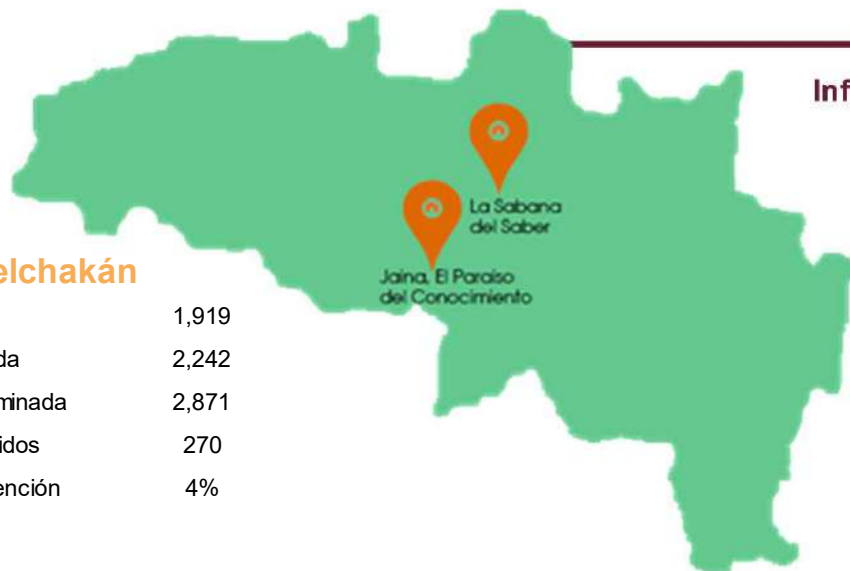 Inf
La Sabana
del Saber
Jaina, El Paraíso
del Conocimiento
elchakán
1,919
da 2,242
minada 2,871
idos 270
ención 4%